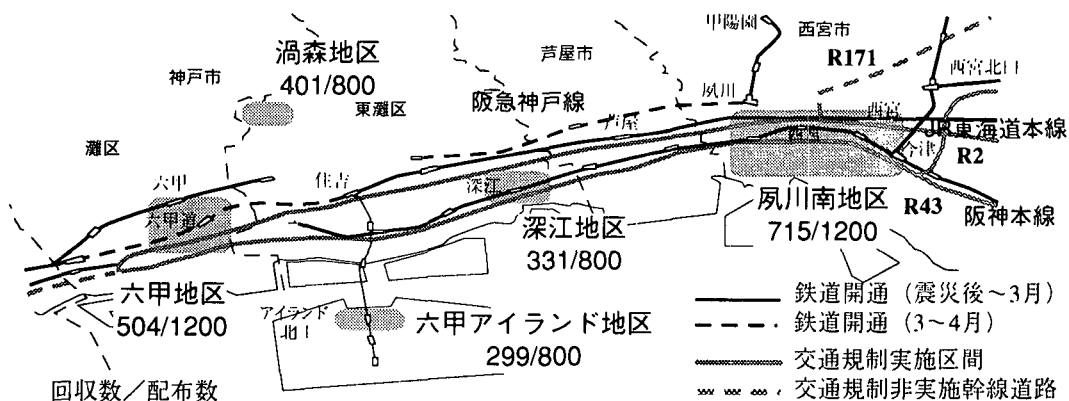 甲陽園
西宮市
渦森地区
401/800
芦屋市
R171
西宮北口
神戸市
東灘区
阪急神戸線
夙川
西宮
芦屋
JR東海道本線
西宮
今津
R2
灘区
六甲
住吉
深江
六甲道
夙川南地区
715/1200
R43
阪神本線
深江地区
331/800
六甲地区
504/1200
アイランド
北口
六甲アイランド地区
299/800
鉄道開通（震災後～3月）
鉄道開通（3～4月）
交通規制実施区間
交通規制非実施幹線道路
回収数／配布数